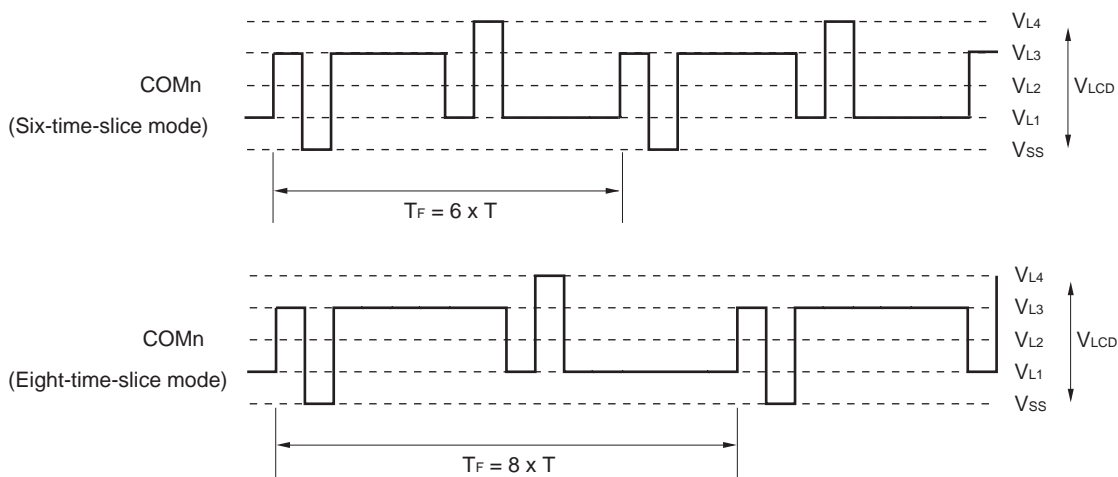 VL4
VL3
COMn
VL2
VLCD
(Six-time-slice mode)
VL1
VSS
TF = 6 x T
VL4
VL3
COMn
VL2
VLCD
(Eight-time-slice mode)
VL1
VSS
TF = 8 x T